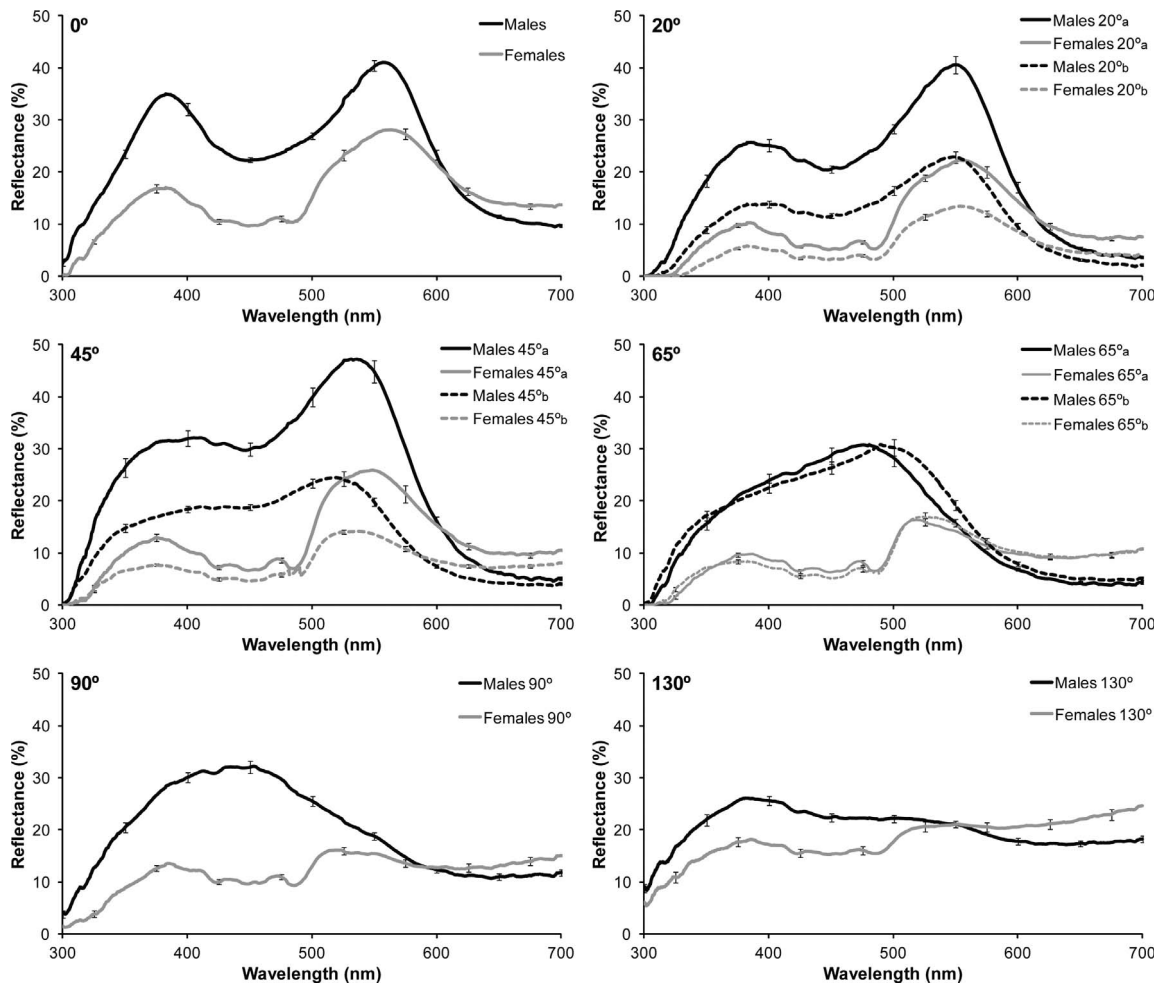 0º
Males
Females
Reflectance (%)
50
40
30
20
10
0
300 400 500 600 700
Wavelength (nm)
20º
Males 20ºa
Females 20ºa
Males 20ºb
Females 20ºb
Reflectance (%)
50
40
30
20
10
0
300 400 500 600 700
Wavelength (nm)
45º
Males 45ºa
Females 45ºa
Males 45ºb
Females 45ºb
Reflectance (%)
50
40
30
20
10
0
300 400 500 600 700
Wavelength (nm)
65º
Males 65ºa
Females 65ºa
Males 65ºb
Females 65ºb
Reflectance (%)
50
40
30
20
10
0
300 400 500 600 700
Wavelength (nm)
90º
Males 90º
Females 90º
Reflectance (%)
50
40
30
20
10
0
300 400 500 600 700
Wavelength (nm)
130º
Males 130º
Females 130º
Reflectance (%)
50
40
30
20
10
0
300 400 500 600 700
Wavelength (nm)